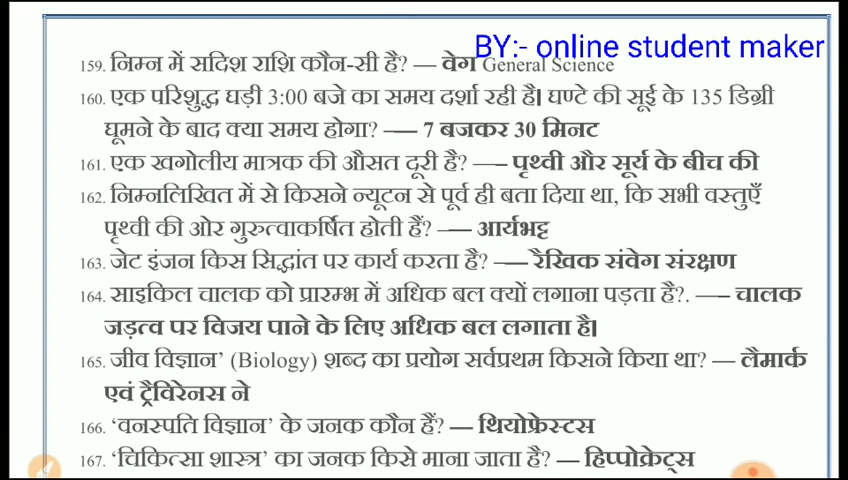 BY:- online student maker
159. निम्न में सदिश राशि कौन-सी है? — वेग General Science
160. एक परिशुद्ध घड़ी 3:00 बजे का समय दर्शा रही है| घण्टे की सूई के 135 डिग्री
घूमने के बाद क्या समय होगा? —– 7 बजकर 30 मिनट
161. एक खगोलीय मात्रक की औसत दूरी है? —– पृथ्वी और सूर्य के बीच की
162. निम्नलिखित में से किसने न्यूटन से पूर्व ही बता दिया था, कि सभी वस्तुएँ
पृथ्वी की ओर गुरुत्वाकर्षित होती हैं? —– आर्यभट्ट
163. जेट इंजन किस सिद्धांत पर कार्य करता है? —– रैखिक संवेग संरक्षण
164. साइकिल चालक को प्रारम्भ में अधिक बल क्यों लगाना पड़ता है?. —– चालक
जड़त्व पर विजय पाने के लिए अधिक बल लगाता है|
165. जीव विज्ञान’ (Biology) शब्द का प्रयोग सर्वप्रथम किसने किया था? — लैमार्क
एवं ट्रैविरेनस ने
166. ‘वनस्पति विज्ञान’ के जनक कौन हैं? — थियोफ्रेस्टस
167. ‘चिकित्सा शास्त्र’ का जनक किसे माना जाता है? — हिप्पोक्रेट्स